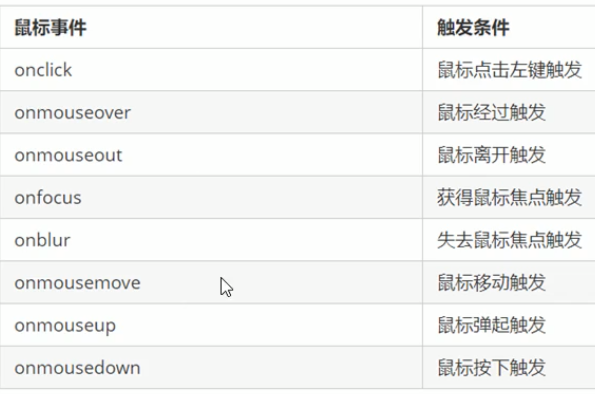 鼠标事件 触发条件
onclick 鼠标点击左键触发
onmouseover 鼠标经过触发
onmouseout 鼠标离开触发
onfocus 获得鼠标焦点触发
onblur 失去鼠标焦点触发
onmousemove 鼠标移动触发
onmouseup 鼠标弹起触发
onmousedown 鼠标按下触发